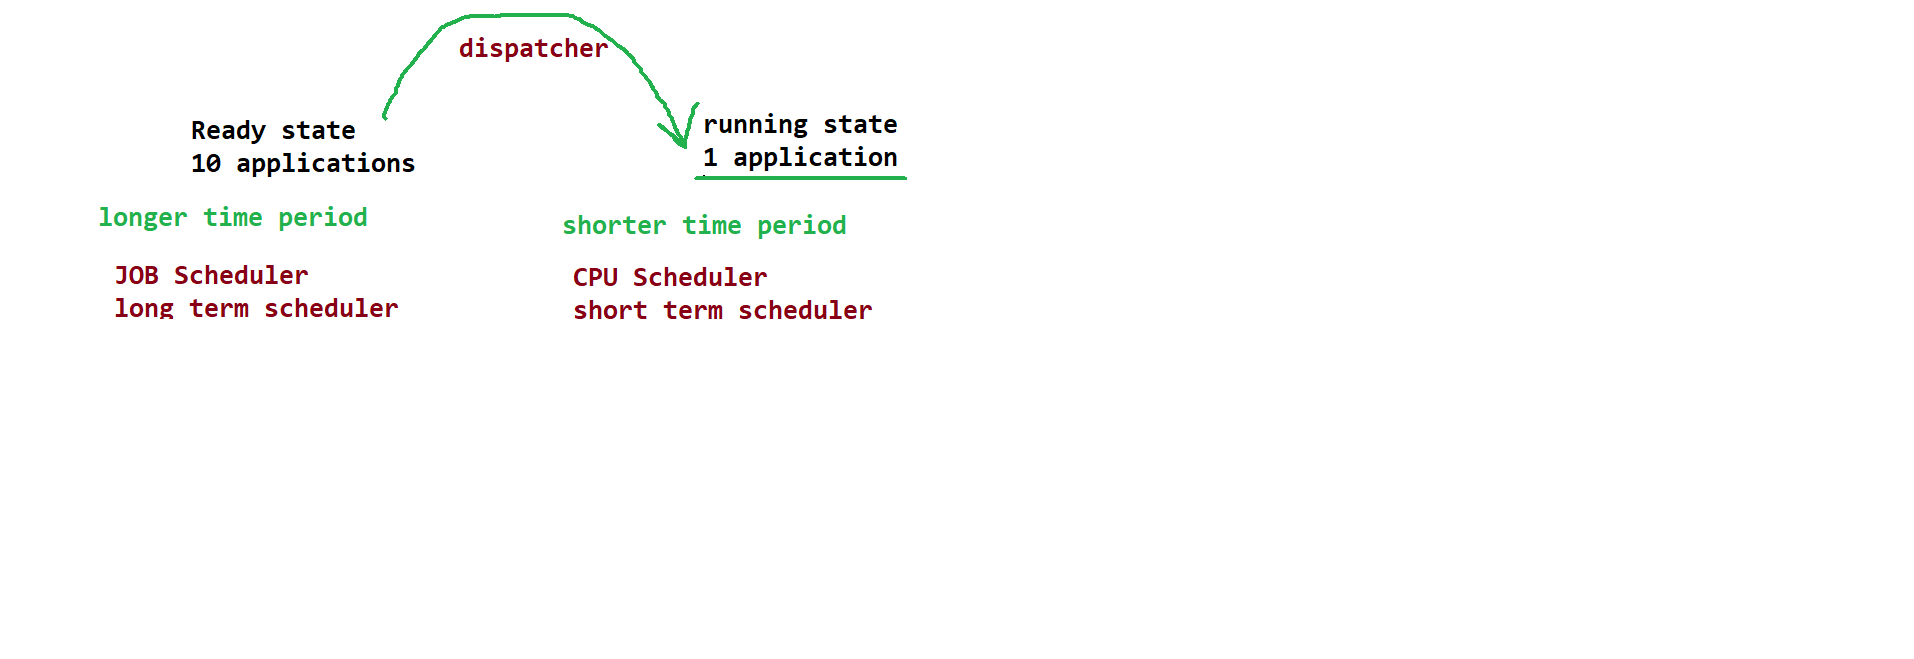 dispatcher
Ready state
10 applications
running state
1 application
longer time period
shorter time period
JOB Scheduler
long term scheduler
CPU Scheduler
short term scheduler